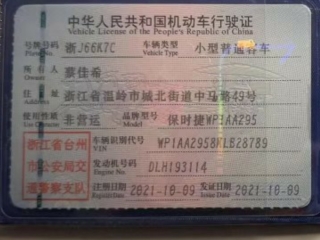 中华人民共和国机动车行驶证
Vehicle License of the People's Republic of China
号牌号码 浙J66K7C 车辆类型 小型普通客车
Plate No. Vehicle Type
所有人 蔡佳希
Owner
住址 浙江省温岭市城北街道中马路49号
Address
使用性质 非营运 品牌型号 保时捷WP1AA295
Use Character Model
浙江省台州 车辆识别代号 WP1AA2958KLB28789
VIN
市公安局交 发动机号码 DLH193114
Engine No.
通警察支队 注册日期 2021-10-09 发证日期 2021-10-09
Register Date Issue Date